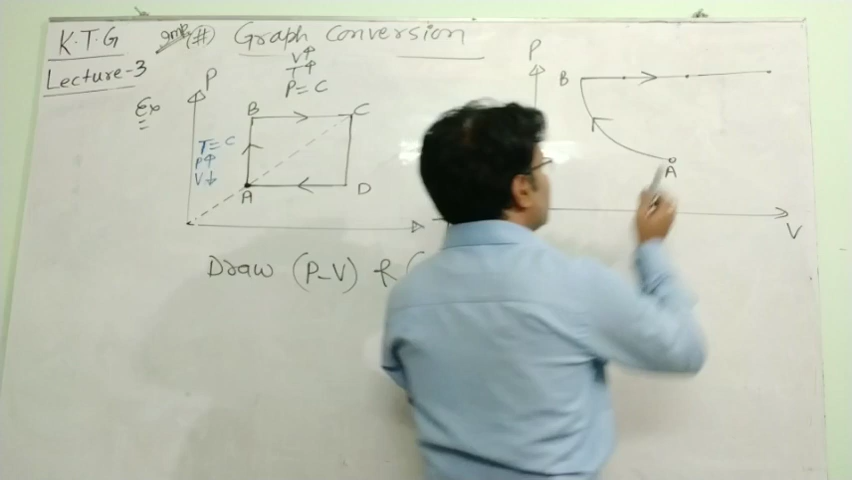 K.T.G
Lecture-3
imp (#) Graph Conversion
V↑
T↑
P=C
Ex
P
B
C
T=C
P↑
V↓
A
D
Draw (P-V) &
P
B
A
V